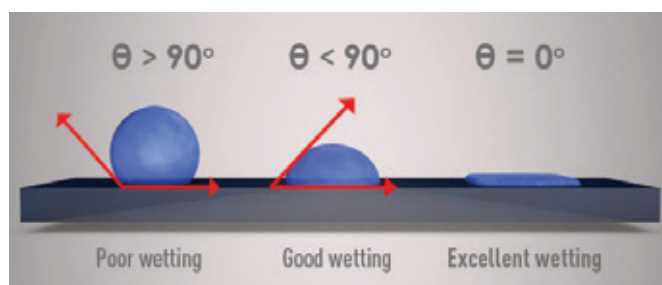 θ > 90° θ < 90° θ = 0°
Poor wetting Good wetting Excellent wetting